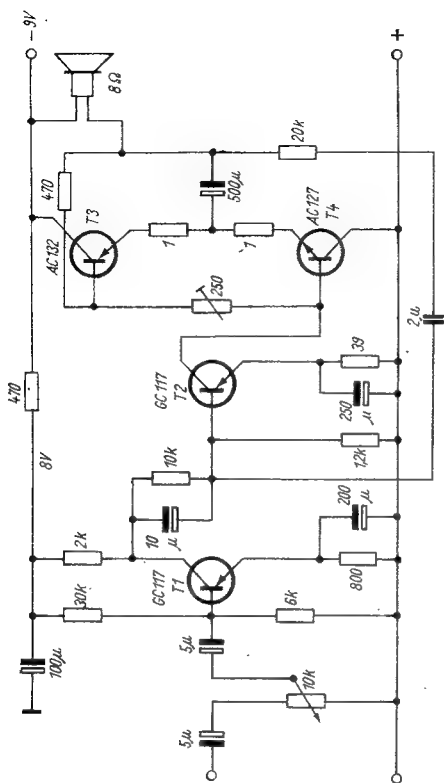 − 9V
+
8Ω
470
AC132
T3
1
1
500µ
20k
AC127
T4
250
2µ
470
8V
GC117
T2
39
250
µ
10k
10
µ
1,2k
2k
30k
GC117
T1
200
µ
800
6k
100µ
5µ
10k
5µ